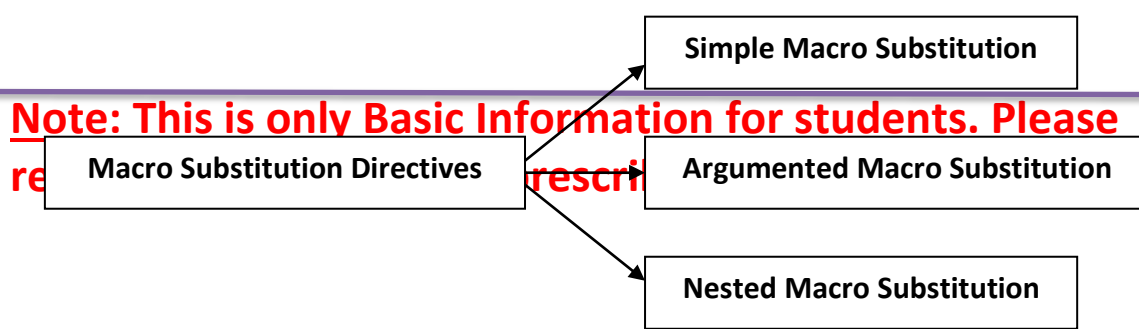 Simple Macro Substitution
Note: This is only Basic Information for students. Please
Macro Substitution Directives
Argumented Macro Substitution
Nested Macro Substitution